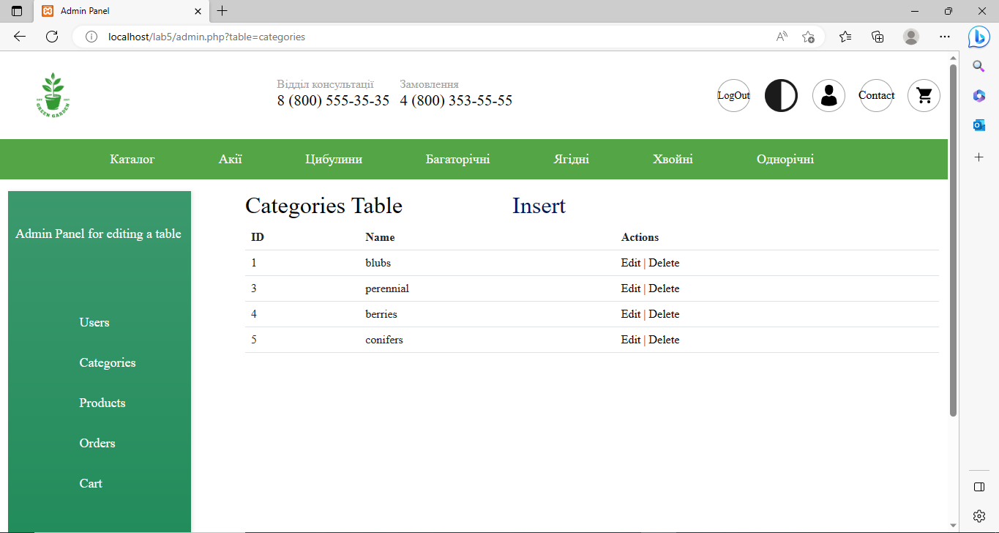 Admin Panel
localhost/lab5/admin.php?table=categories
Відділ консультації Замовлення
8 (800) 555-35-35 4 (800) 353-55-55
LogOut Contact
GREEN GARDEN
Каталог Акії Цибулини Багаторічні Ягідні Хвойні Однорічні
Admin Panel for editing a table
Users
Categories
Products
Orders
Cart
Categories Table Insert
ID Name Actions
1 blubs Edit | Delete
3 perennial Edit | Delete
4 berries Edit | Delete
5 conifers Edit | Delete